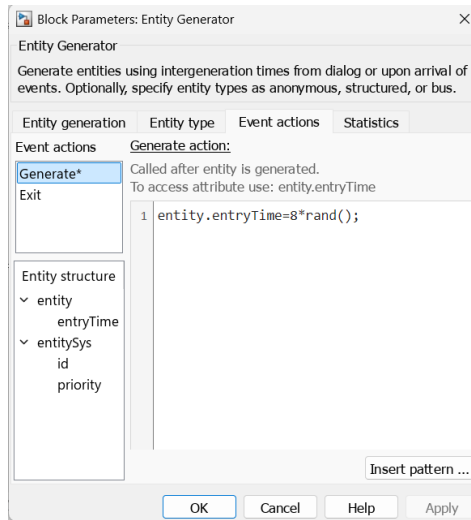 Block Parameters: Entity Generator
Entity Generator
Generate entities using intergeneration times from dialog or upon arrival of
events. Optionally, specify entity types as anonymous, structured, or bus.
Entity generation Entity type Event actions Statistics
Event actions
Generate*
Exit
Entity structure
entity
entryTime
entitySys
id
priority
Generate action:
Called after entity is generated.
To access attribute use: entity.entryTime
1 entity.entryTime=8*rand();
Insert pattern ...
OK Cancel Help Apply